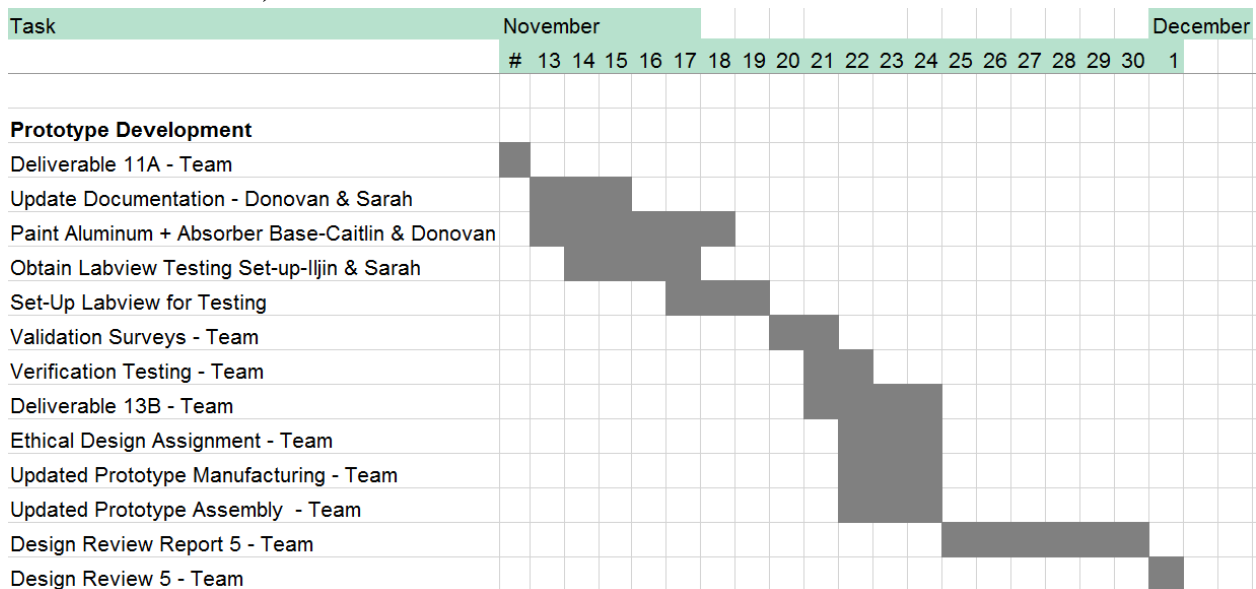 Task November December
# 13 14 15 16 17 18 19 20 21 22 23 24 25 26 27 28 29 30 1
Prototype Development
Deliverable 11A - Team
Update Documentation - Donovan & Sarah
Paint Aluminum + Absorber Base-Caitlin & Donovan
Obtain Labview Testing Set-up-Iljin & Sarah
Set-Up Labview for Testing
Validation Surveys - Team
Verification Testing - Team
Deliverable 13B - Team
Ethical Design Assignment - Team
Updated Prototype Manufacturing - Team
Updated Prototype Assembly  - Team
Design Review Report 5 - Team
Design Review 5 - Team